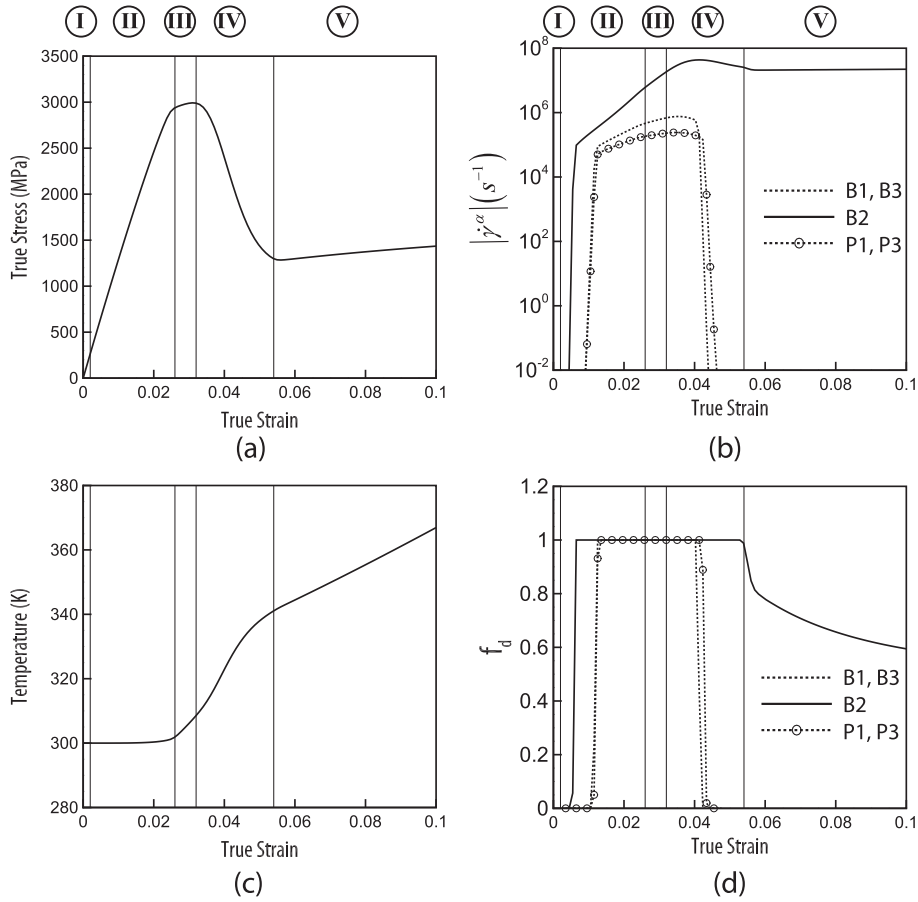 I II III IV V
I II III IV V
3500
3000
2500
2000
1500
1000
500
0
True Stress (MPa)
0 0.02 0.04 0.06 0.08 0.1
True Strain
(a)
10^8
10^6
10^4
10^2
10^0
10^-2
|γ̇^α| (s^-1)
B1, B3
B2
P1, P3
0 0.02 0.04 0.06 0.08 0.1
True Strain
(b)
380
360
340
320
300
280
Temperature (K)
0 0.02 0.04 0.06 0.08 0.1
True Strain
(c)
1.2
1
0.8
0.6
0.4
0.2
0
f_d
B1, B3
B2
P1, P3
0 0.02 0.04 0.06 0.08 0.1
True Strain
(d)